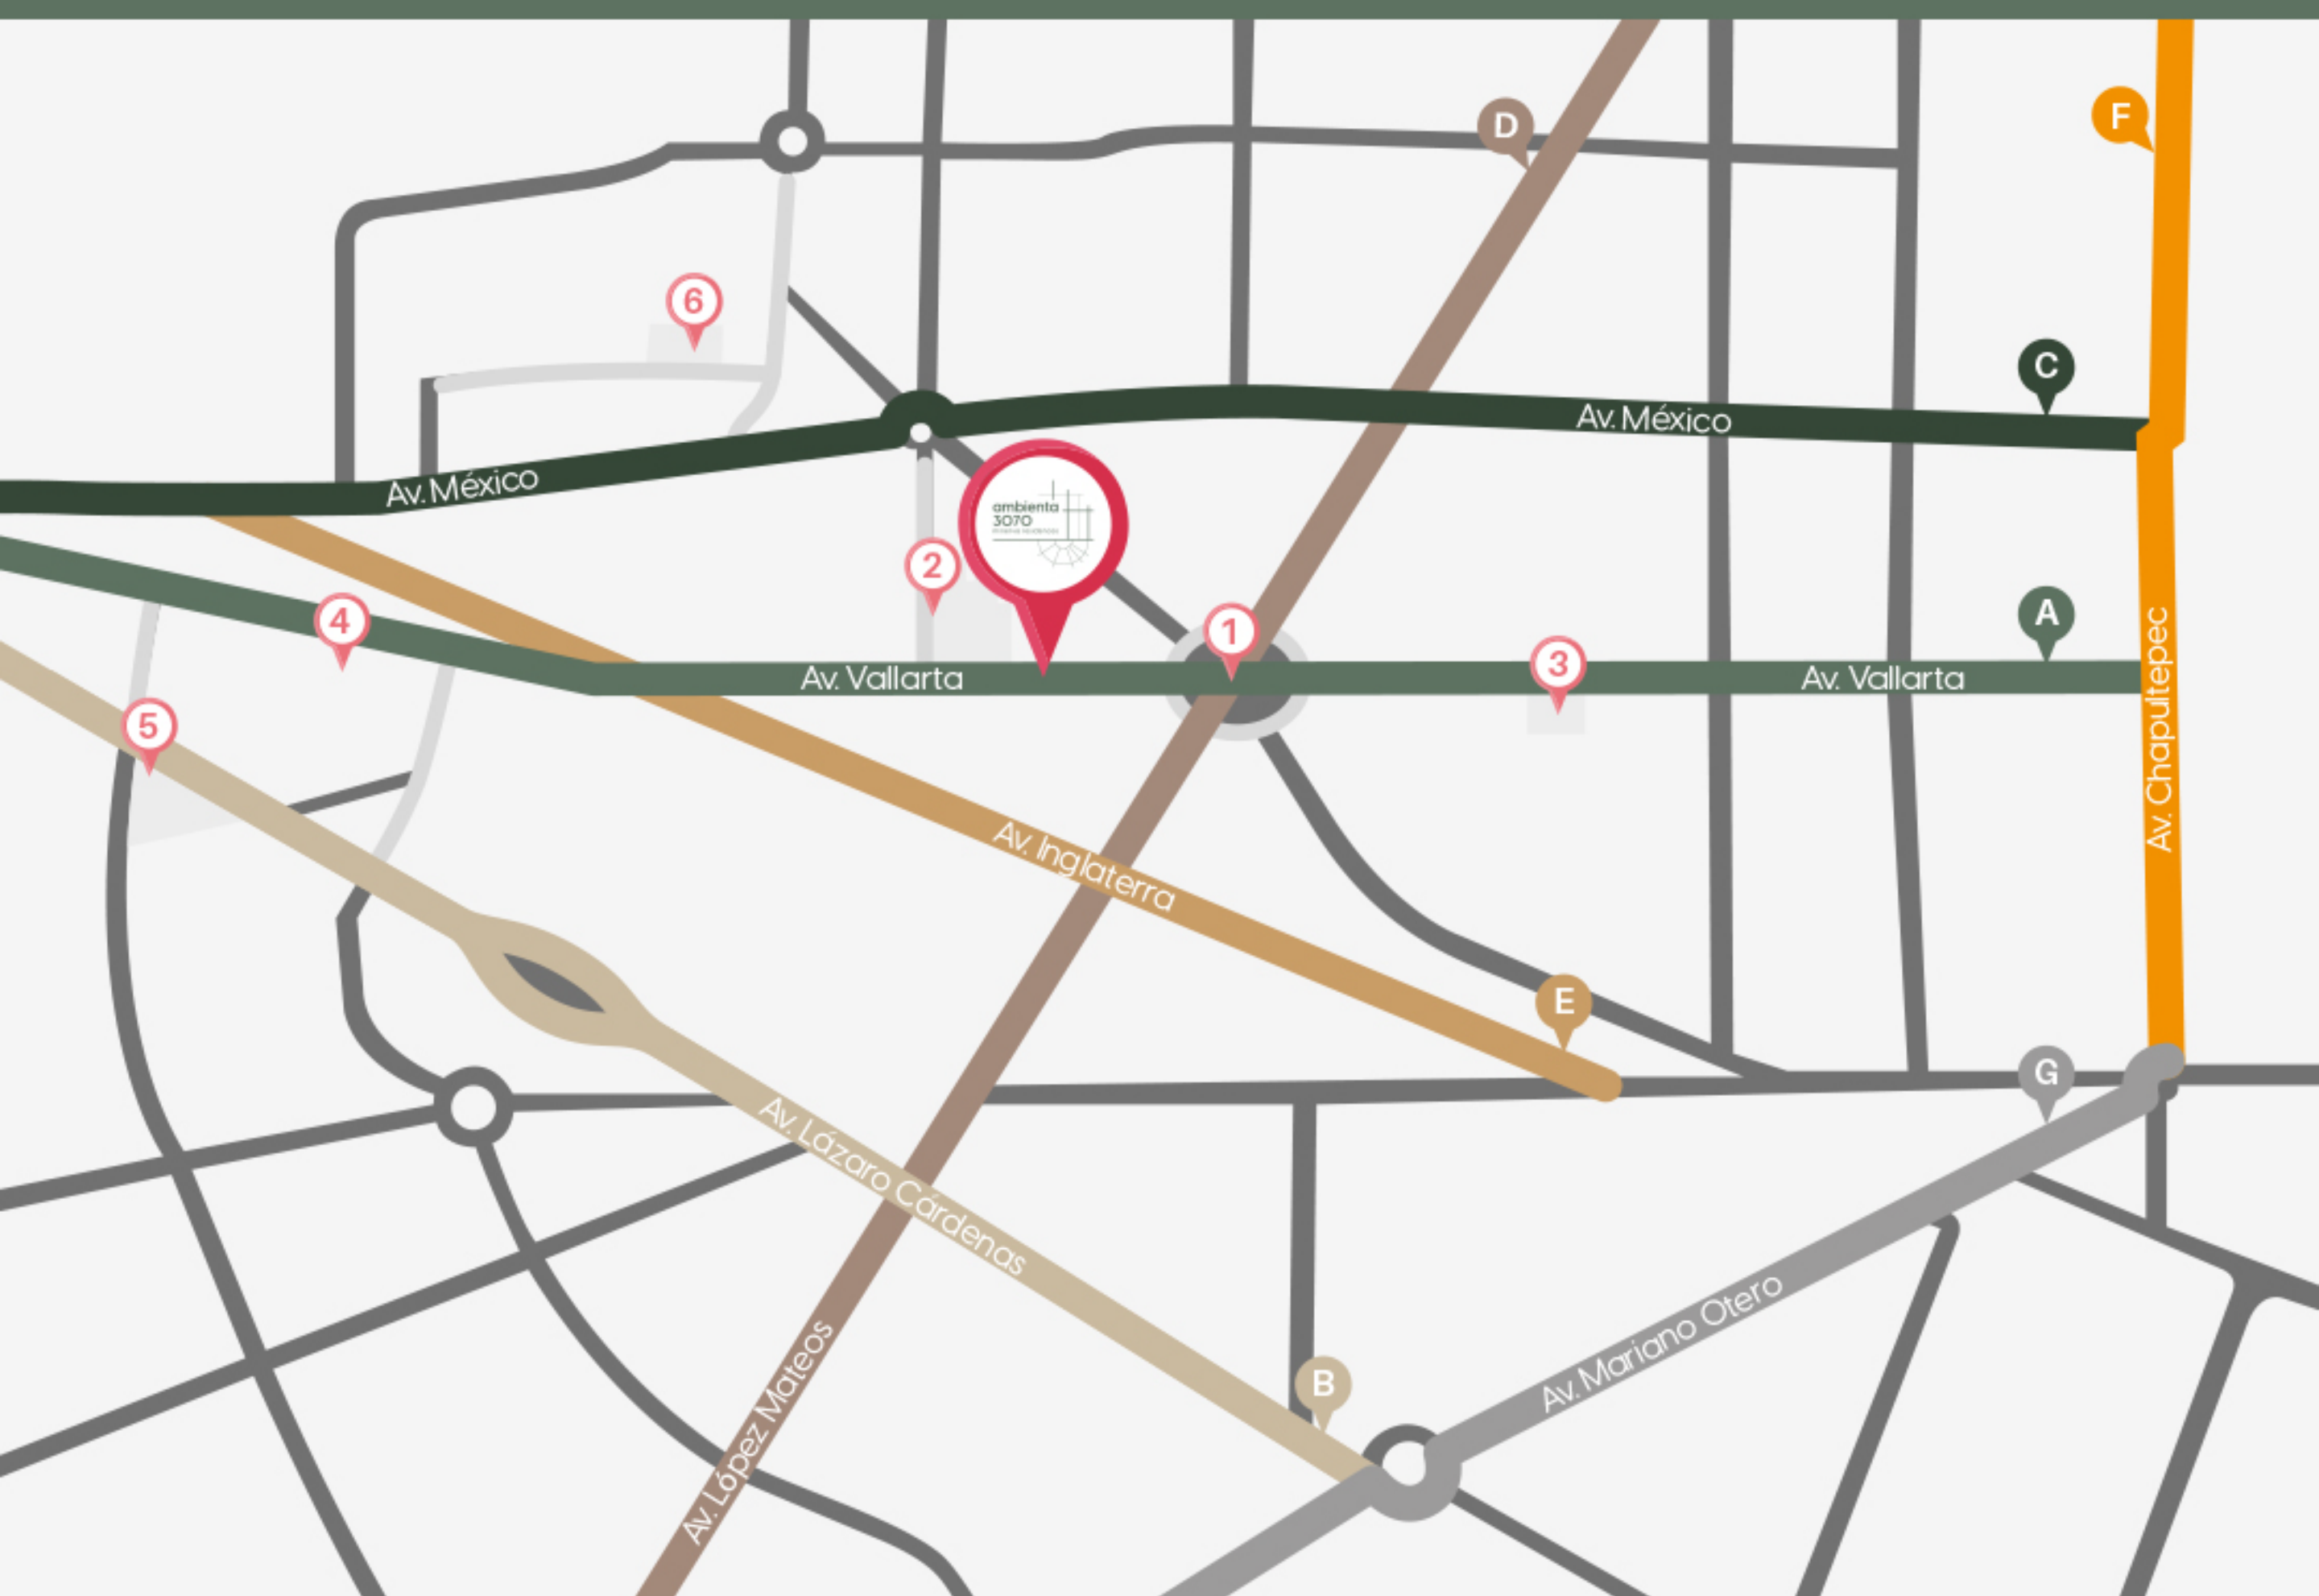 F
D
6
C
Av. México
Av. México
ambienta
3070
2
A
4
1
3
Av. Vallarta
Av. Vallarta
5
Av. Chapultepec
Av. Inglaterra
E
G
Av. Lázaro Cárdenas
Av. Mariano Otero
B
Av. López Mateos